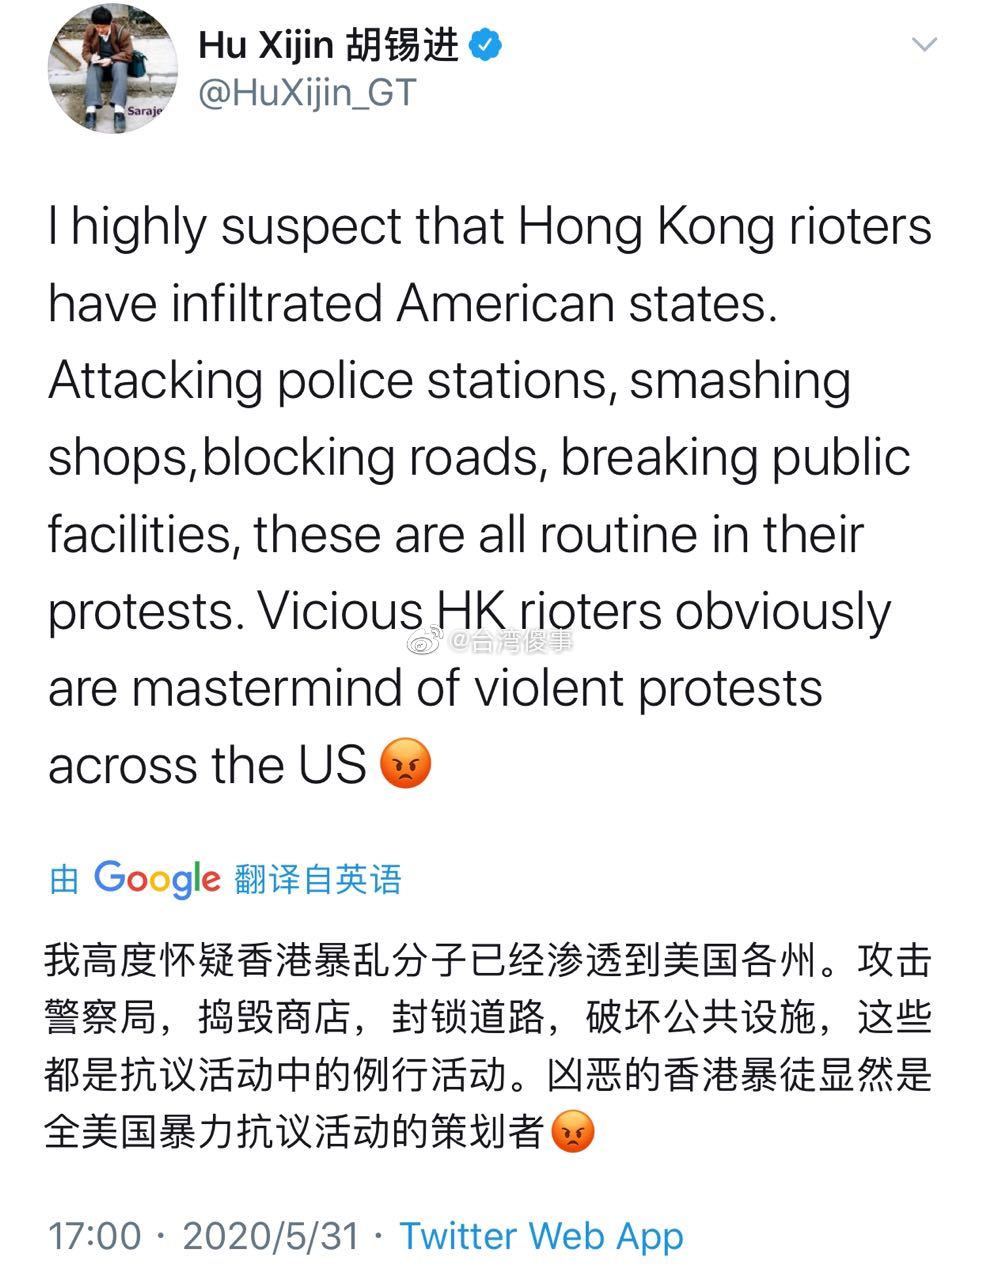 Hu Xijin 胡锡进
@HuXijin_GT
Saraje
I highly suspect that Hong Kong rioters
have infiltrated American states.
Attacking police stations, smashing
shops,blocking roads, breaking public
facilities, these are all routine in their
protests. Vicious HK rioters obviously
@台湾傻事
are mastermind of violent protests
across the US 😡
由 Google 翻译自英语
我高度怀疑香港暴乱分子已经渗透到美国各州。攻击
警察局，捣毁商店，封锁道路，破坏公共设施，这些
都是抗议活动中的例行活动。凶恶的香港暴徒显然是
全美国暴力抗议活动的策划者😡
17:00 · 2020/5/31 · Twitter Web App